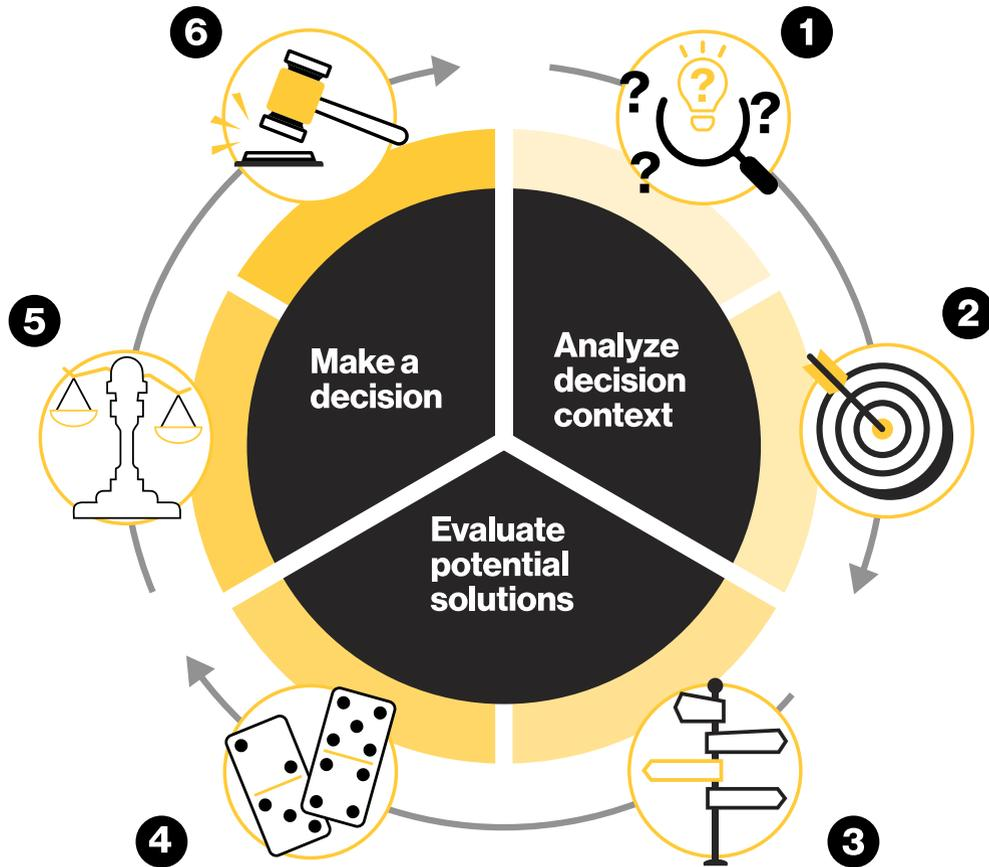 6
1
?
?
?
?
5
2
Make a
decision
Analyze
decision
context
Evaluate
potential
solutions
4
3